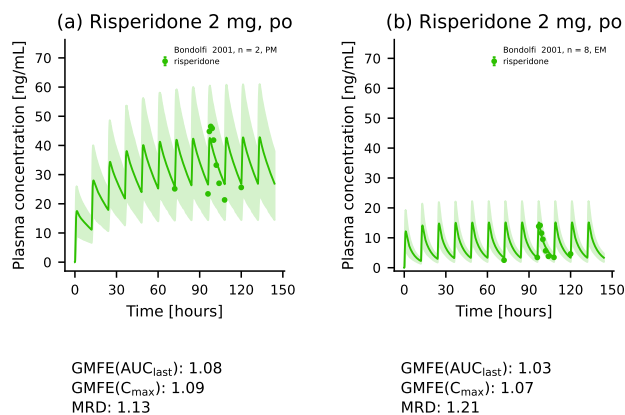 (a) Risperidone 2 mg, po
Plasma concentration [ng/mL]
70
60
50
40
30
20
10
0
Bondolfi 2001, n = 2, PM
risperidone
0 30 60 90 120 150
Time [hours]
GMFE(AUClast): 1.08
GMFE(Cmax): 1.09
MRD: 1.13
(b) Risperidone 2 mg, po
Plasma concentration [ng/mL]
70
60
50
40
30
20
10
0
Bondolfi 2001, n = 8, EM
risperidone
0 30 60 90 120 150
Time [hours]
GMFE(AUClast): 1.03
GMFE(Cmax): 1.07
MRD: 1.21